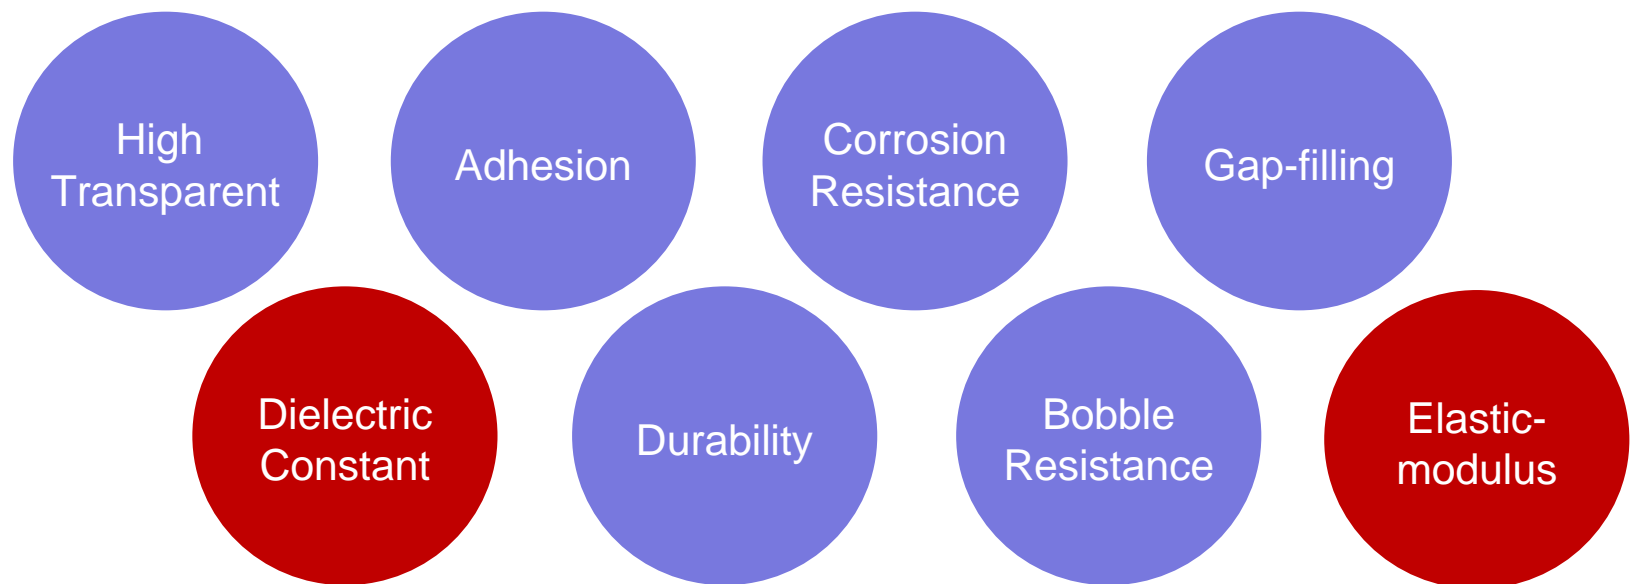 High
Transparent
Adhesion
Corrosion
Resistance
Gap-filling
Dielectric
Constant
Durability
Bobble
Resistance
Elastic-
modulus